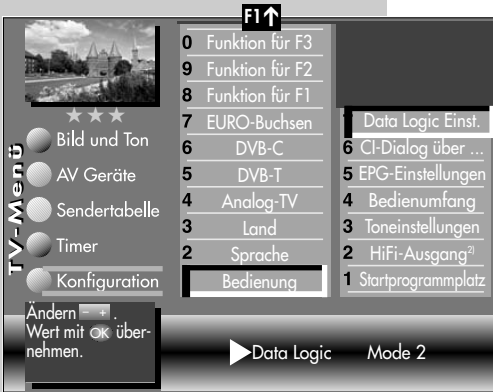 F1↑
TV-Menü
★★★
Bild und Ton
AV Geräte
Sendertabelle
Timer
Konfiguration
0 Funktion für F3
9 Funktion für F2
8 Funktion für F1
7 EURO-Buchsen
6 DVB-C
5 DVB-T
4 Analog-TV
3 Land
2 Sprache
Bedienung
Data Logic Einst.
6 CI-Dialog über ...
5 EPG-Einstellungen
4 Bedienumfang
3 Toneinstellungen
2 HiFi-Ausgang²⁾
1 Startprogrammplatz
Ändern - + .
Wert mit OK über-
nehmen.
Data Logic Mode 2